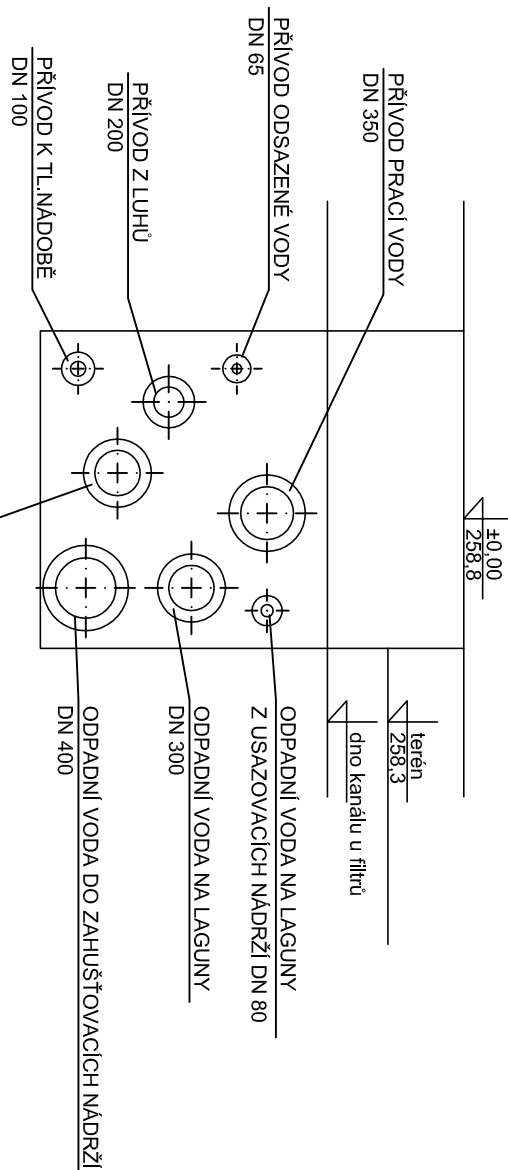 PŘÍVOD PRACÍ VODY
DN 350
PŘÍVOD ODSAZENÉ VODY
DN 65
PŘÍVOD Z LUHŮ
DN 200
PŘÍVOD K TL.NÁDOBĚ
DN 100
±0,00
258,8
terén
258,3
dno kanálu u filtrů
ODPADNÍ VODA NA LAGUNY
Z USAZOVACÍCH NÁDRŽÍ DN 80
ODPADNÍ VODA NA LAGUNY
DN 300
ODPADNÍ VODA DO ZAHUŠŤOVACÍCH NÁDRŽÍ
DN 400